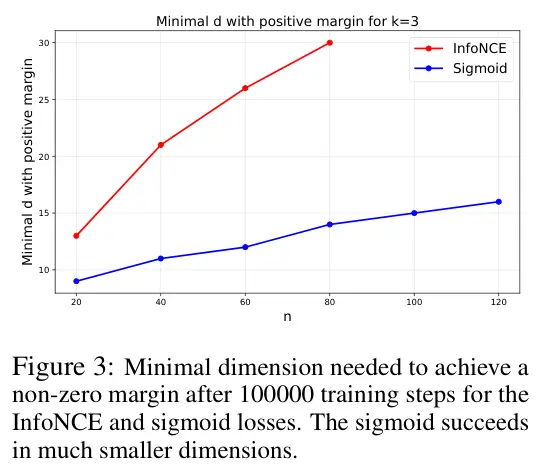 Minimal d with positive margin for k=3
Minimal d with positive margin
30
25
20
15
10
InfoNCE
Sigmoid
20 40 60 80 100 120
n
Figure 3: Minimal dimension needed to achieve a
non-zero margin after 100000 training steps for the
InfoNCE and sigmoid losses. The sigmoid succeeds
in much smaller dimensions.